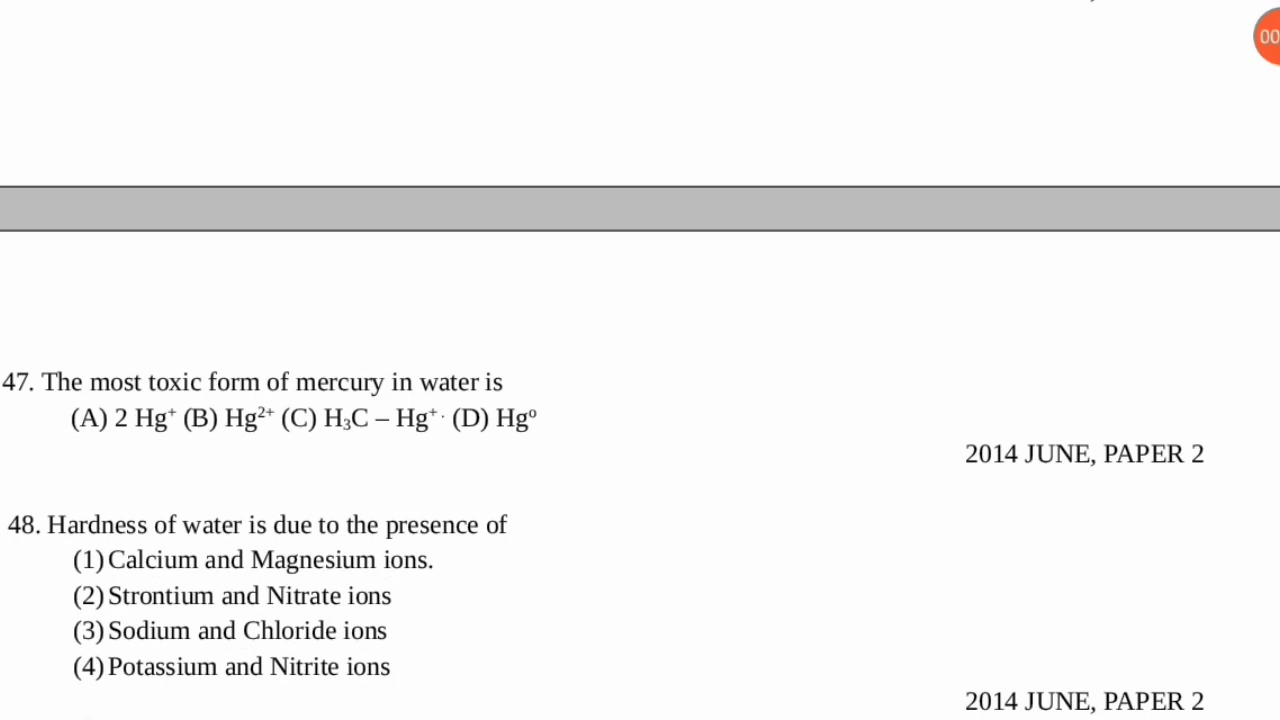 00
47. The most toxic form of mercury in water is
(A) 2 Hg⁺ (B) Hg²⁺ (C) H₃C – Hg⁺ · (D) Hgº
2014 JUNE, PAPER 2
48. Hardness of water is due to the presence of
(1) Calcium and Magnesium ions.
(2) Strontium and Nitrate ions
(3) Sodium and Chloride ions
(4) Potassium and Nitrite ions
2014 JUNE, PAPER 2